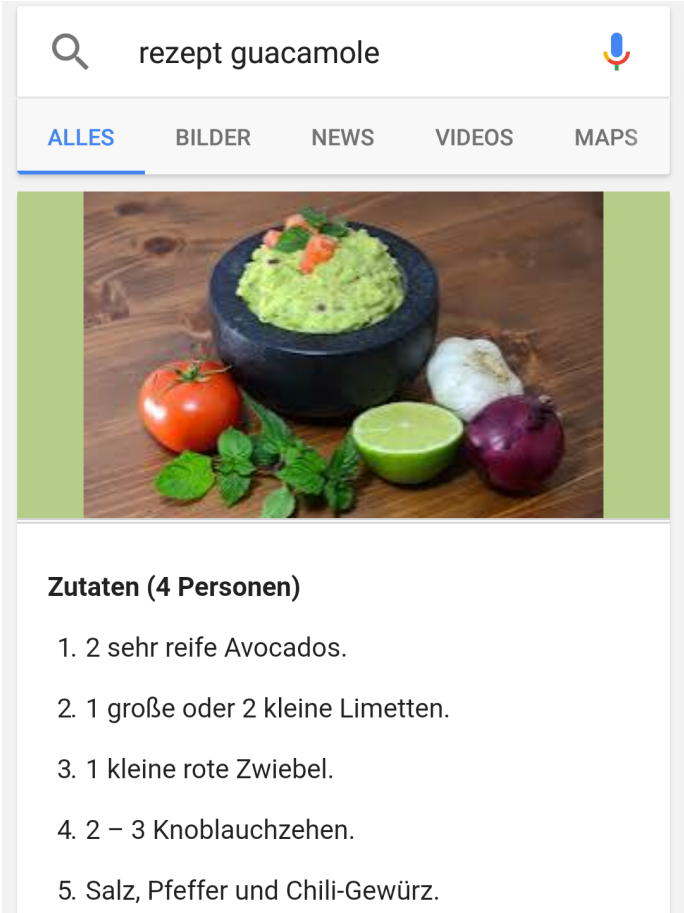 rezept guacamole
ALLES BILDER NEWS VIDEOS MAPS
Zutaten (4 Personen)
1. 2 sehr reife Avocados.
2. 1 große oder 2 kleine Limetten.
3. 1 kleine rote Zwiebel.
4. 2 – 3 Knoblauchzehen.
5. Salz, Pfeffer und Chili-Gewürz.